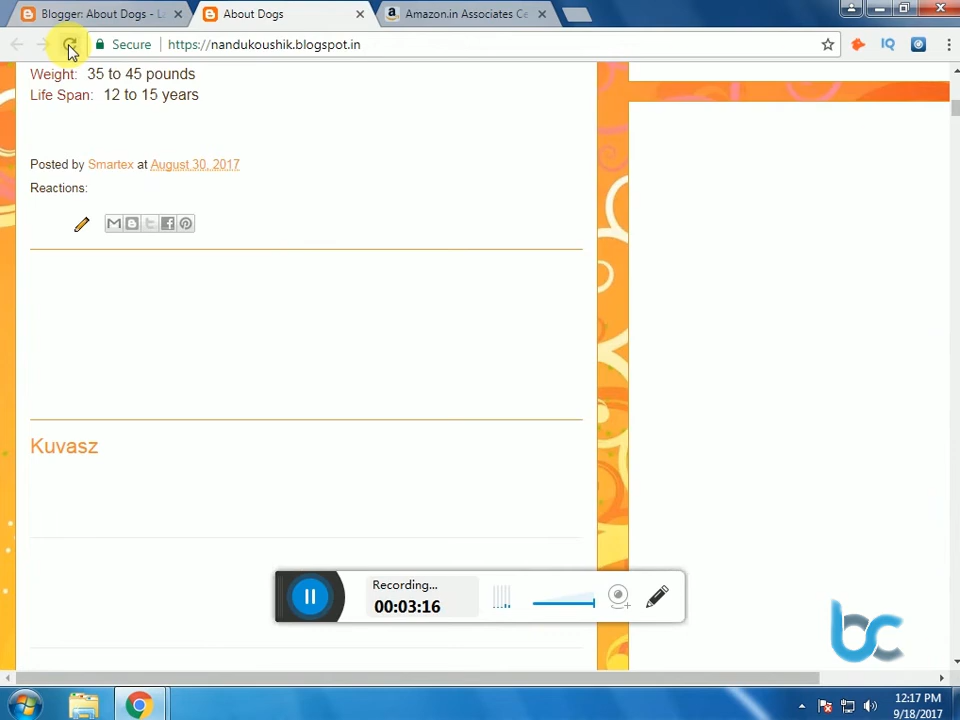 Blogger: About Dogs - L
About Dogs
Amazon.in Associates Ce
Secure
https://nandukoushik.blogspot.in
IQ
Weight: 35 to 45 pounds
Life Span: 12 to 15 years
Posted by Smartex at August 30, 2017
Reactions:
Kuvasz
Recording...
00:03:16
bc
12:17 PM
9/18/2017